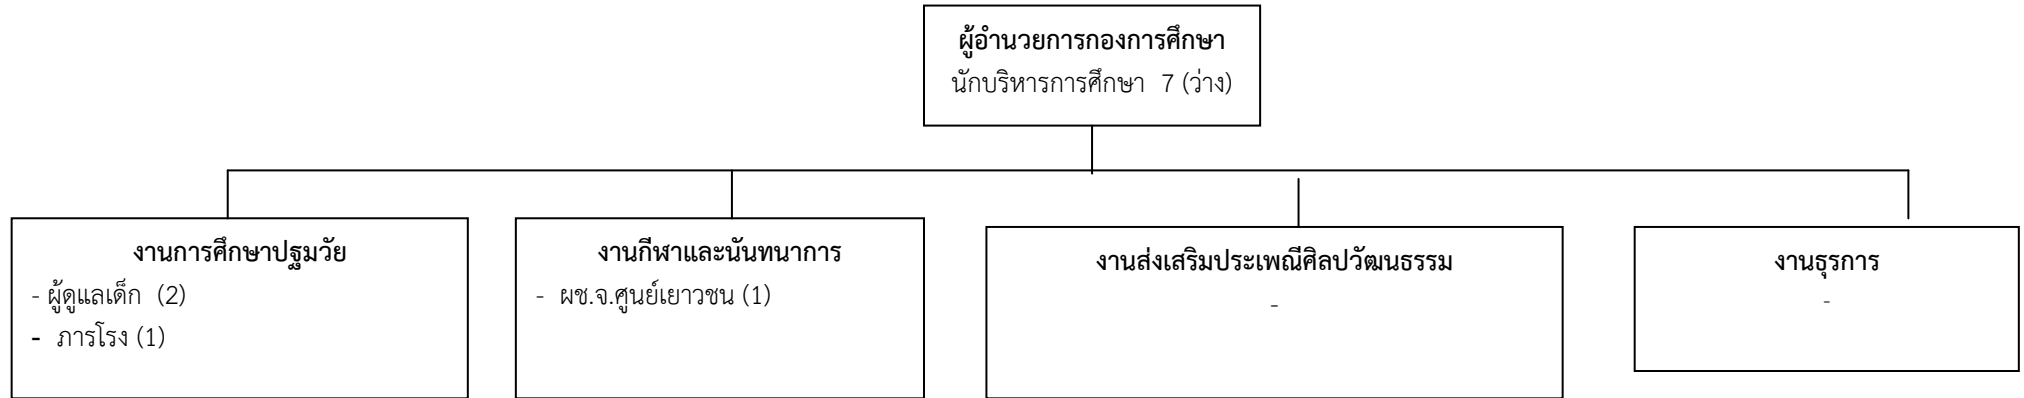 ผู้อำนวยการกองการศึกษา
นักบริหารการศึกษา 7 (ว่าง)
งานการศึกษาปฐมวัย
- ผู้ดูแลเด็ก (2)
- ภารโรง (1)
งานกีฬาและนันทนาการ
- ผช.จ.ศูนย์เยาวชน (1)
งานส่งเสริมประเพณีศิลปวัฒนธรรม
-
งานธุรการ
-